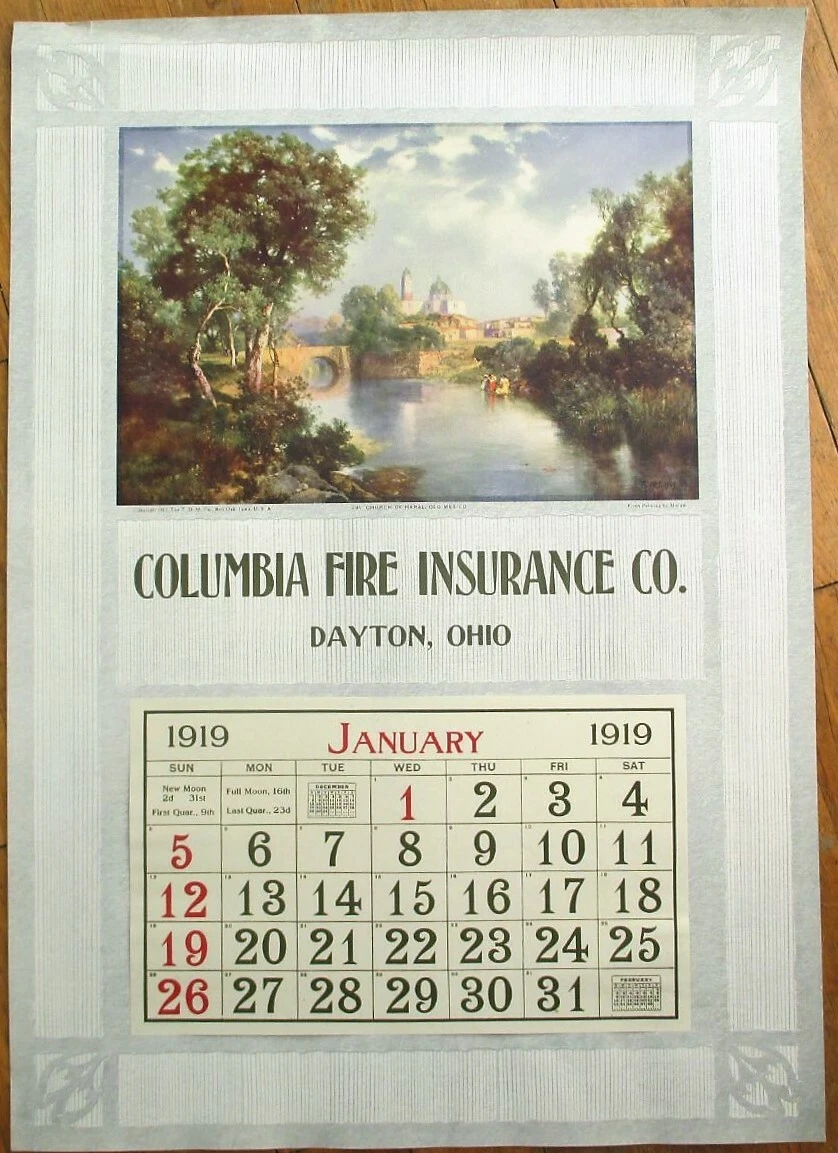 COLUMBIA FIRE INSURANCE CO.
DAYTON, OHIO
1919 JANUARY 1919
SUN MON TUE WED THU FRI SAT
New Moon
2d 31st
First Quar., 9th
Full Moon, 16th
Last Quar., 23d
DECEMBER
1 2 3 4
5 6 7 8 9 10 11
12 13 14 15 16 17 18
19 20 21 22 23 24 25
26 27 28 29 30 31
FEBRUARY